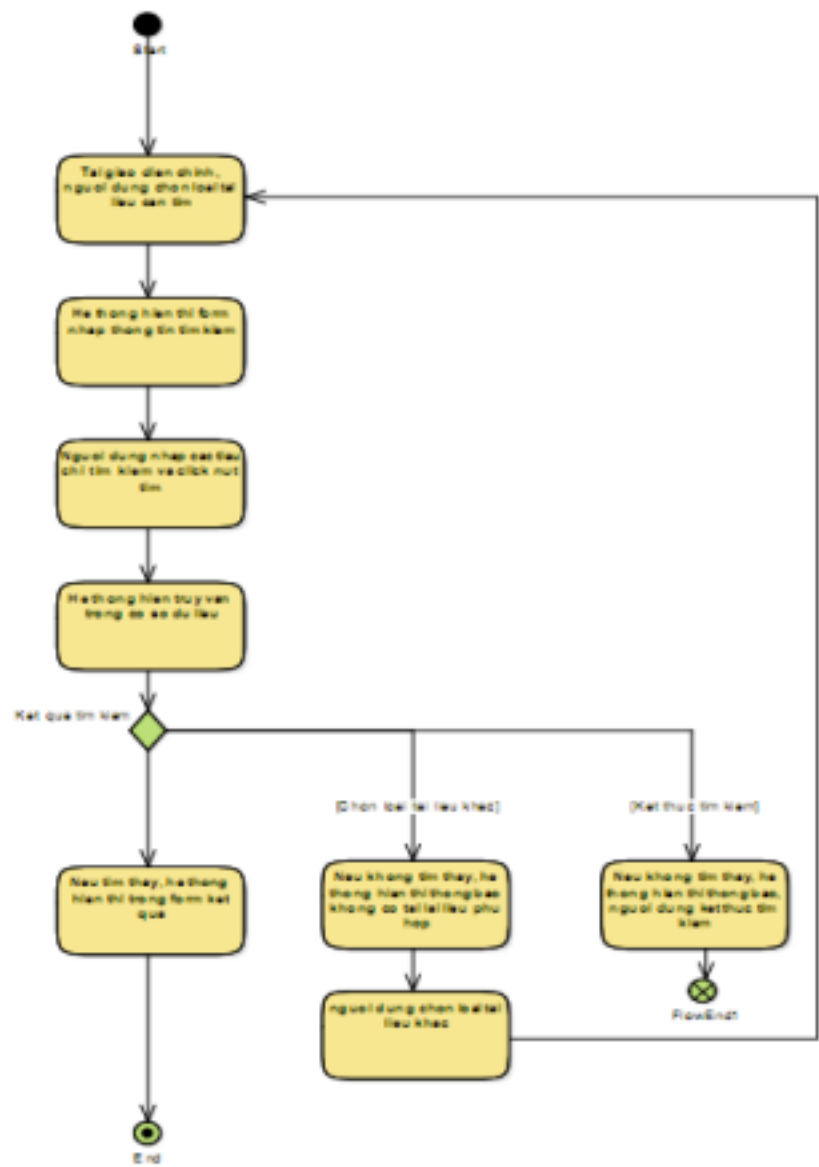 Start
Tai giao dien chinh,
nguoi dung chon loai tai
lieu can tim
He thong hien thi form
nhap thong tin tim kiem
Nguoi dung nhap cac tieu
chi tim kiem va click nut
tim
He thong hien truy van
trong co so du lieu
Ket qua tim kiem
[Chon loai tai lieu khac]
[Ket thuc tim kiem]
Neu tim thay, he thong
hien thi trong form ket
qua
Neu khong tim thay, he
thong hien thi thong bao
khong co tai lai lieu phu
hop
Neu khong tim thay, he
thong hien thi thong bao,
nguoi dung ket thuc tim
kiem
nguoi dung chon loai tai
lieu khac
FlowEnd1
End